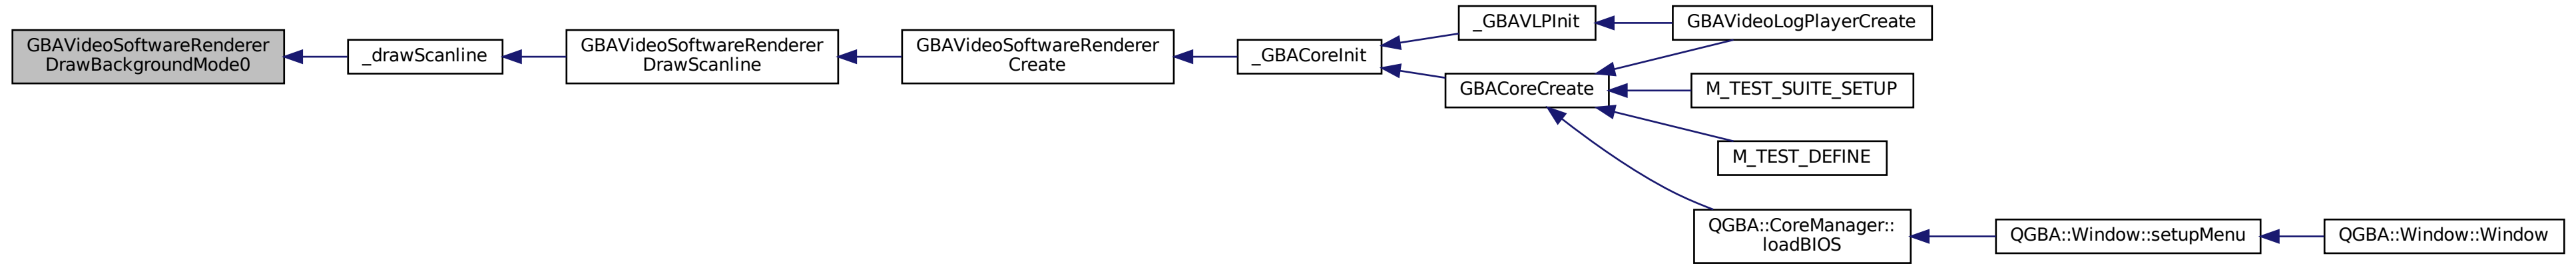 GBAVideoSoftwareRenderer
DrawBackgroundMode0
_drawScanline
GBAVideoSoftwareRenderer
DrawScanline
GBAVideoSoftwareRenderer
Create
_GBACoreInit
_GBAVLPInit
GBAVideoLogPlayerCreate
GBACoreCreate
M_TEST_SUITE_SETUP
M_TEST_DEFINE
QGBA::CoreManager::
loadBIOS
QGBA::Window::setupMenu
QGBA::Window::Window